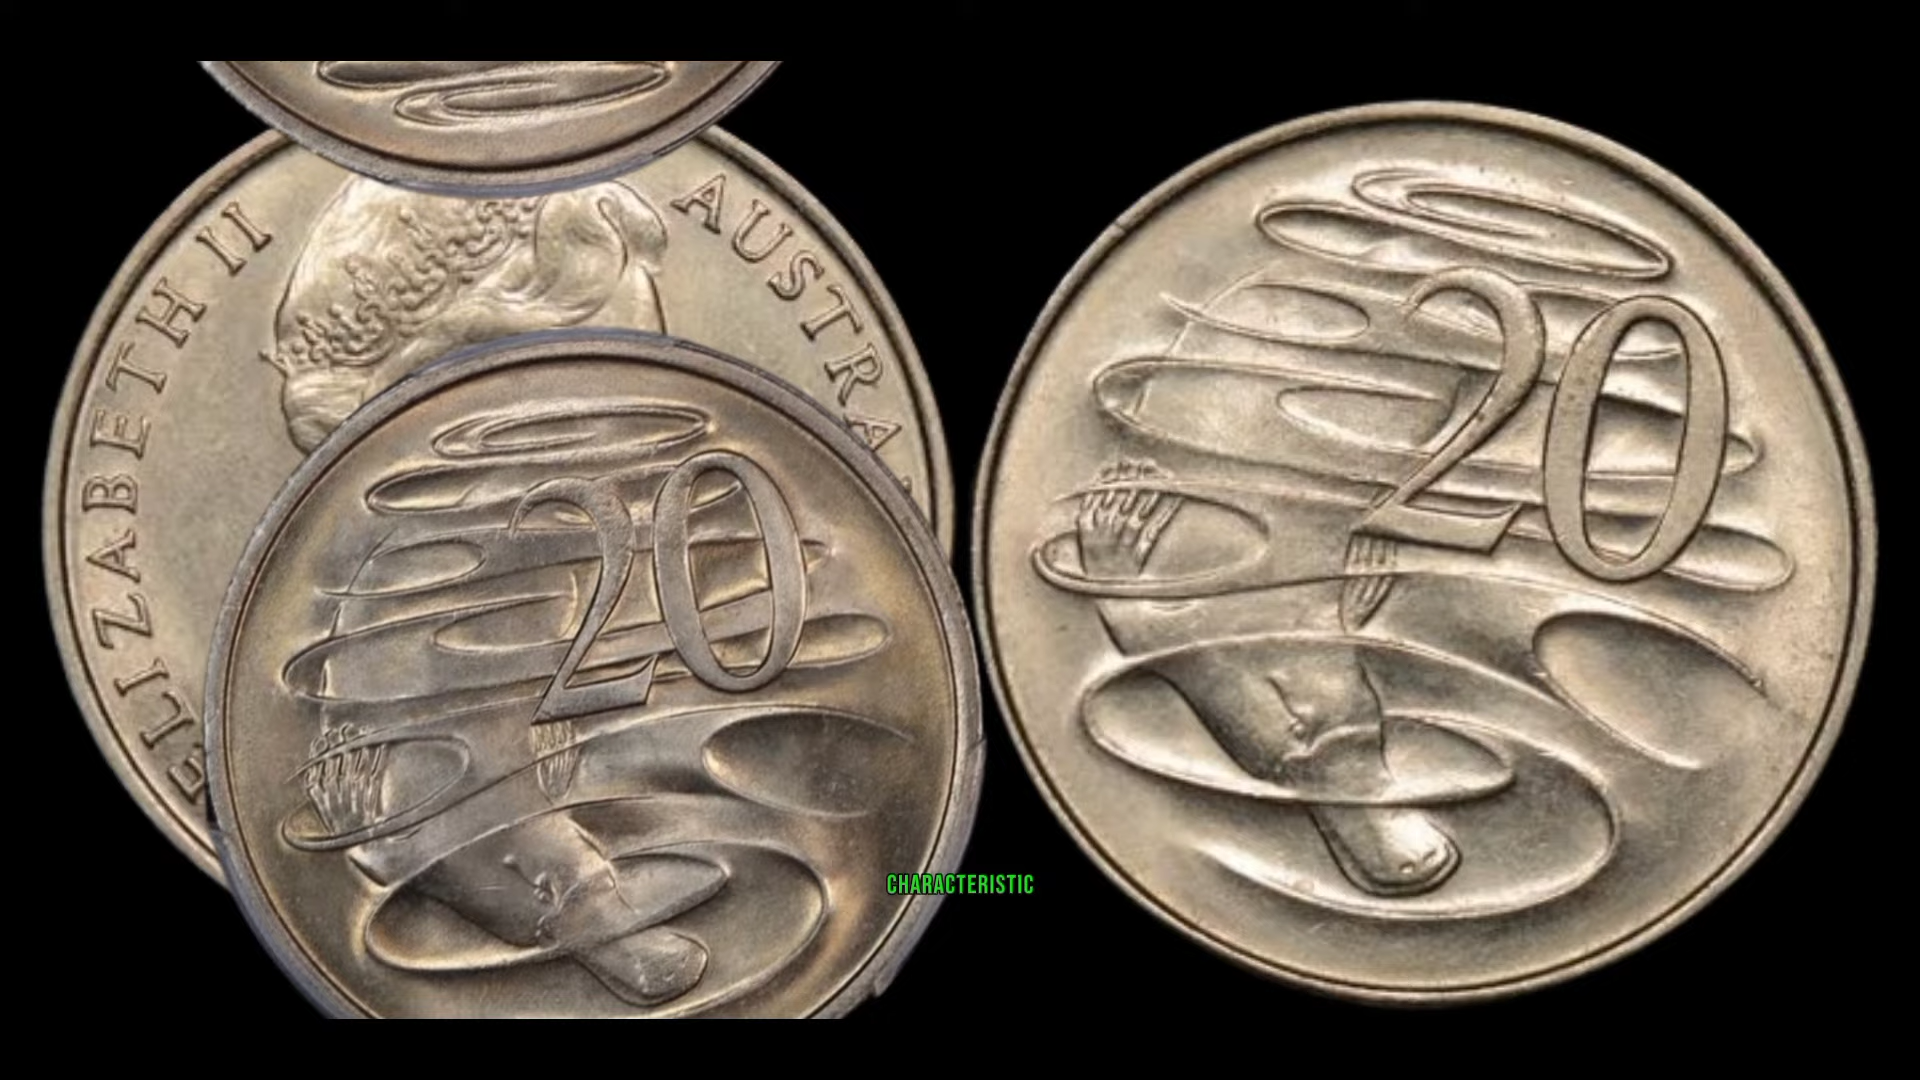 ELIZABETH II
AUSTRA
20
20
CHARACTERISTIC